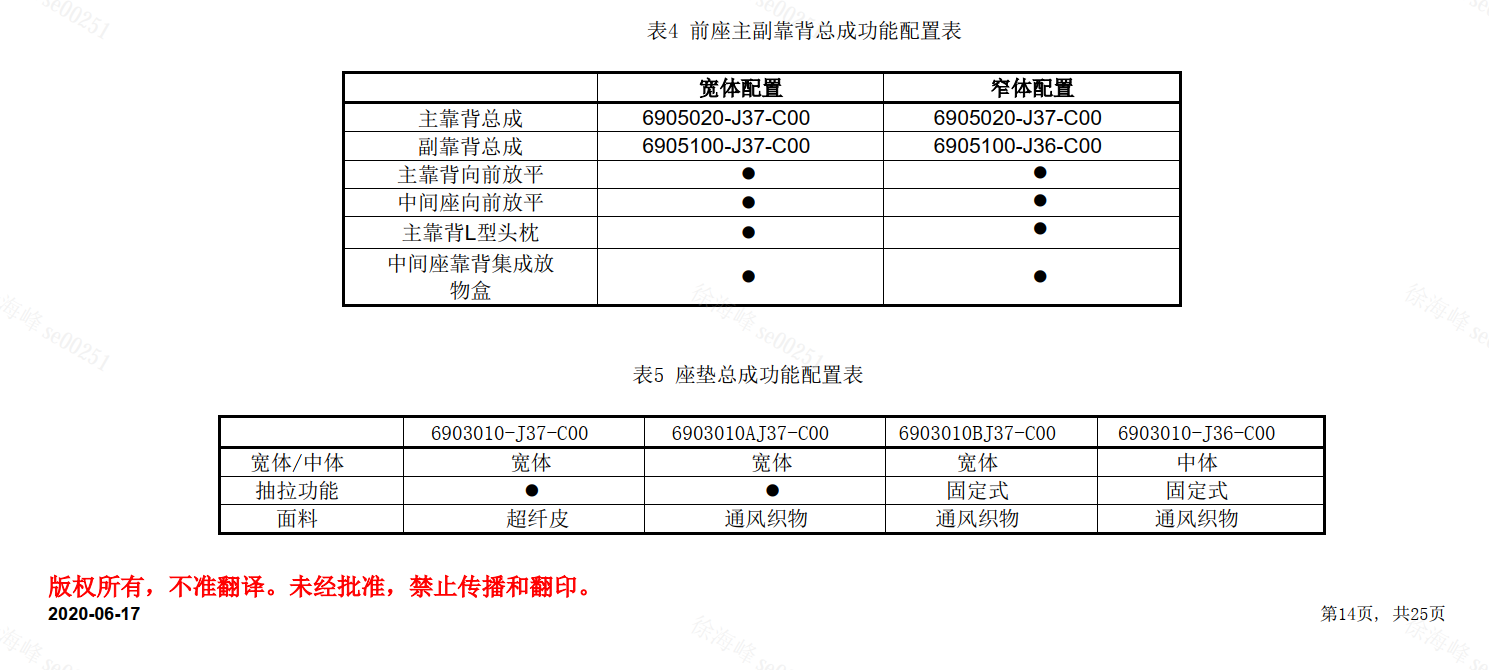 表4 前座主副靠背总成功能配置表
宽体配置 窄体配置
主靠背总成 6905020-J37-C00 6905020-J37-C00
副靠背总成 6905100-J37-C00 6905100-J36-C00
主靠背向前放平 ● ●
中间座向前放平 ● ●
主靠背L型头枕 ● ●
中间座靠背集成放
物盒 ● ●
表5 座垫总成功能配置表
6903010-J37-C00 6903010AJ37-C00 6903010BJ37-C00 6903010-J36-C00
宽体/中体 宽体 宽体 宽体 中体
抽拉功能 ● ● 固定式 固定式
面料 超纤皮 通风织物 通风织物 通风织物
版权所有，不准翻译。未经批准，禁止传播和翻印。
2020-06-17
第14页, 共25页
徐海峰 se00251